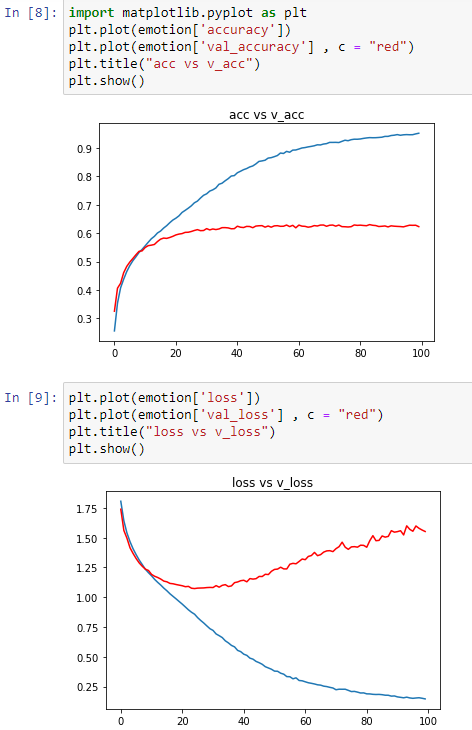 In [8]: import matplotlib.pyplot as plt
plt.plot(emotion['accuracy'])
plt.plot(emotion['val_accuracy'] , c = "red")
plt.title("acc vs v_acc")
plt.show()
acc vs v_acc
0.9
0.8
0.7
0.6
0.5
0.4
0.3
0 20 40 60 80 100
In [9]: plt.plot(emotion['loss'])
plt.plot(emotion['val_loss'] , c = "red")
plt.title("loss vs v_loss")
plt.show()
loss vs v_loss
1.75
1.50
1.25
1.00
0.75
0.50
0.25
0 20 40 60 80 100